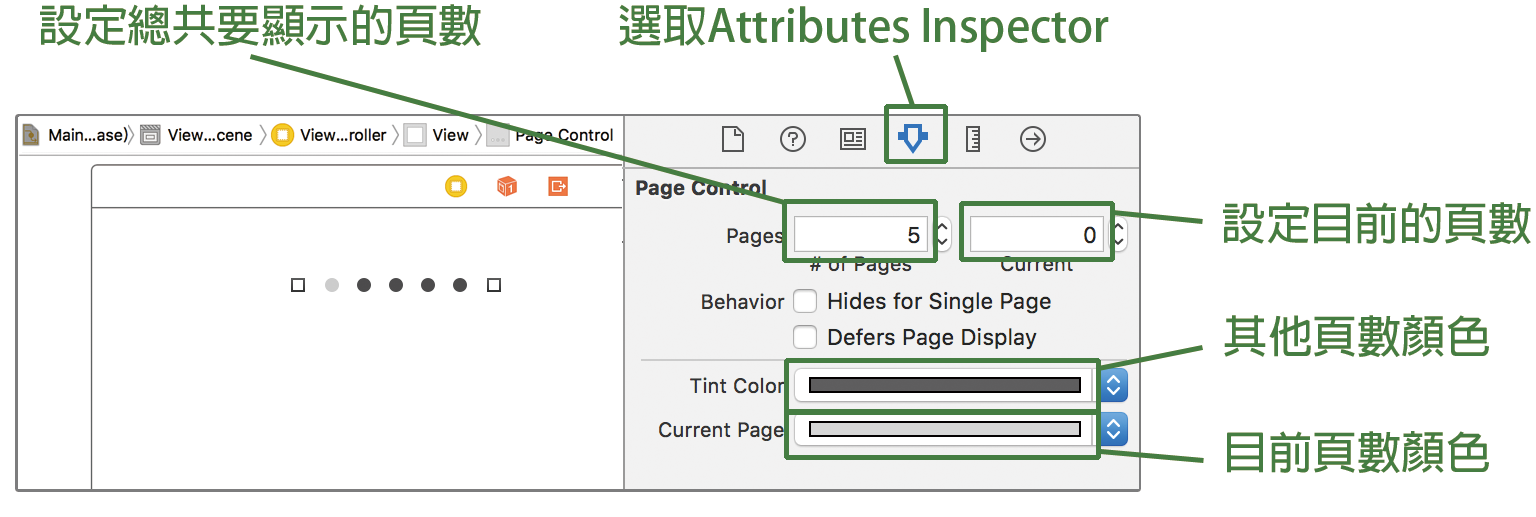 設定總共要顯示的頁數
選取Attributes Inspector
Main...ase) View...cene View...roller View Page Control
Page Control
Pages 5 0
# of Pages Current
設定目前的頁數
Behavior Hides for Single Page
Defers Page Display
其他頁數顏色
Tint Color
Current Page
目前頁數顏色